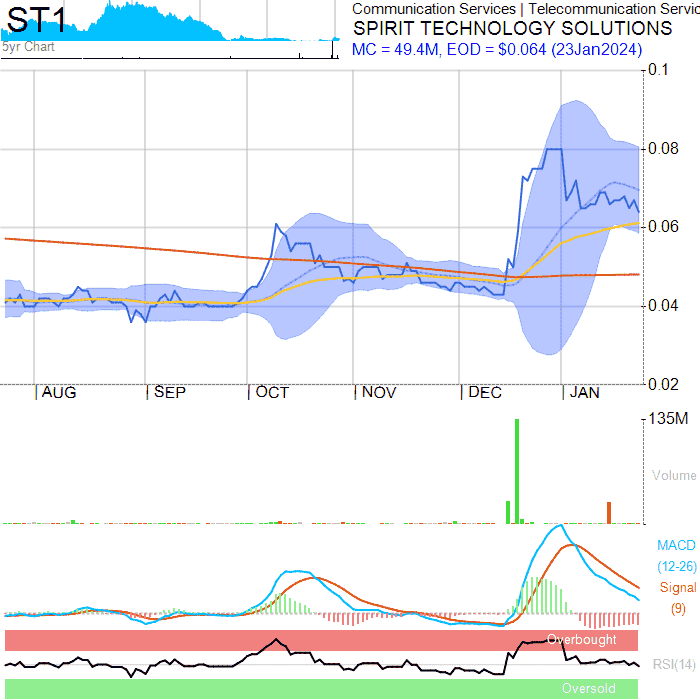 ST1
5yr Chart
Communication Services | Telecommunication Servic
SPIRIT TECHNOLOGY SOLUTIONS
MC = 49.4M, EOD = $0.064 (23Jan2024)
0.1
0.08
0.06
0.04
0.02
AUG
SEP
OCT
NOV
DEC
JAN
135M
Volume
MACD
(12-26)
Signal
(9)
Overbought
RSI(14)
Oversold